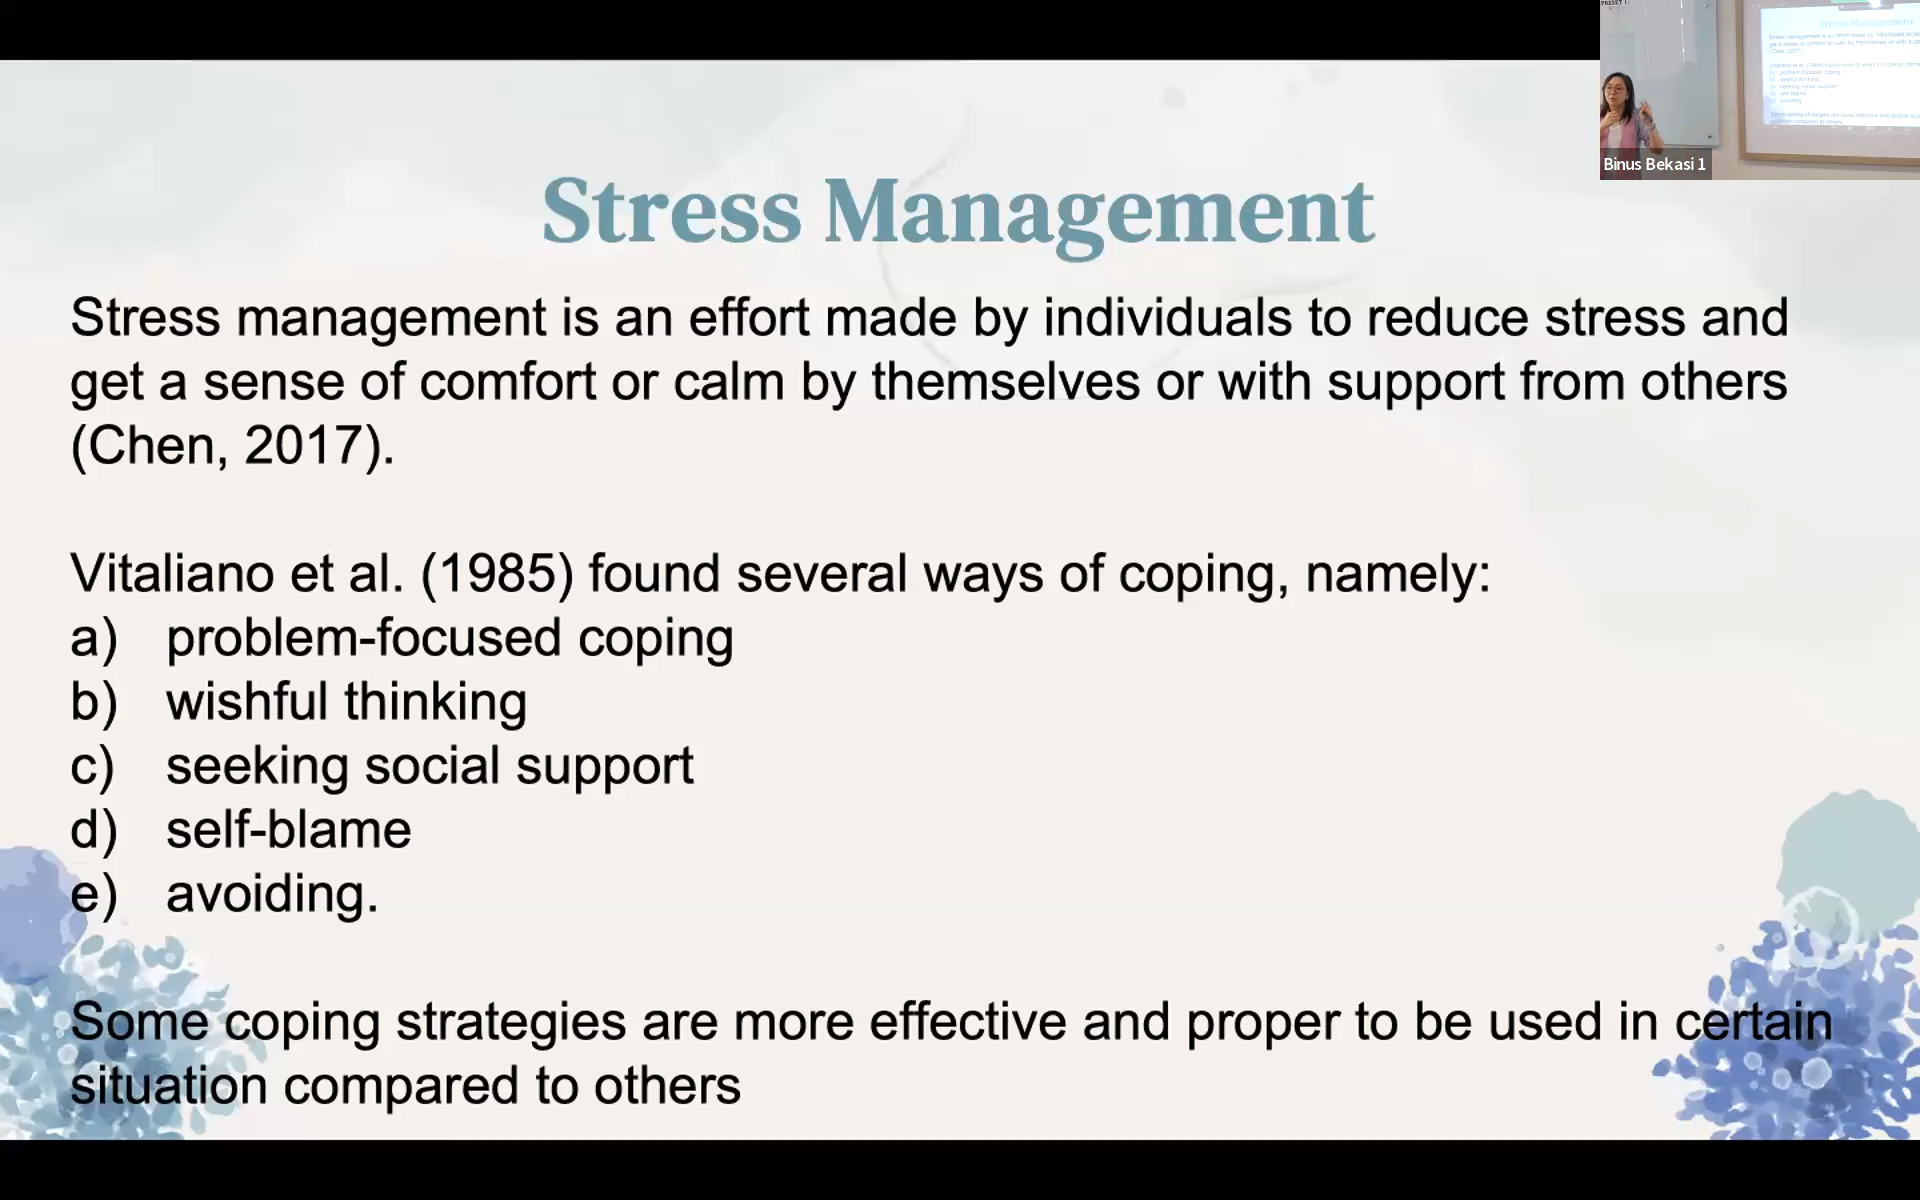 PRESET 1
Binus Bekasi 1
Stress Management
Stress management is an effort made by individuals to reduce stress and
get a sense of comfort or calm by themselves or with support from others
(Chen, 2017).
Vitaliano et al. (1985) found several ways of coping, namely:
a) problem-focused coping
b) wishful thinking
c) seeking social support
d) self-blame
e) avoiding.
Some coping strategies are more effective and proper to be used in certain
situation compared to others